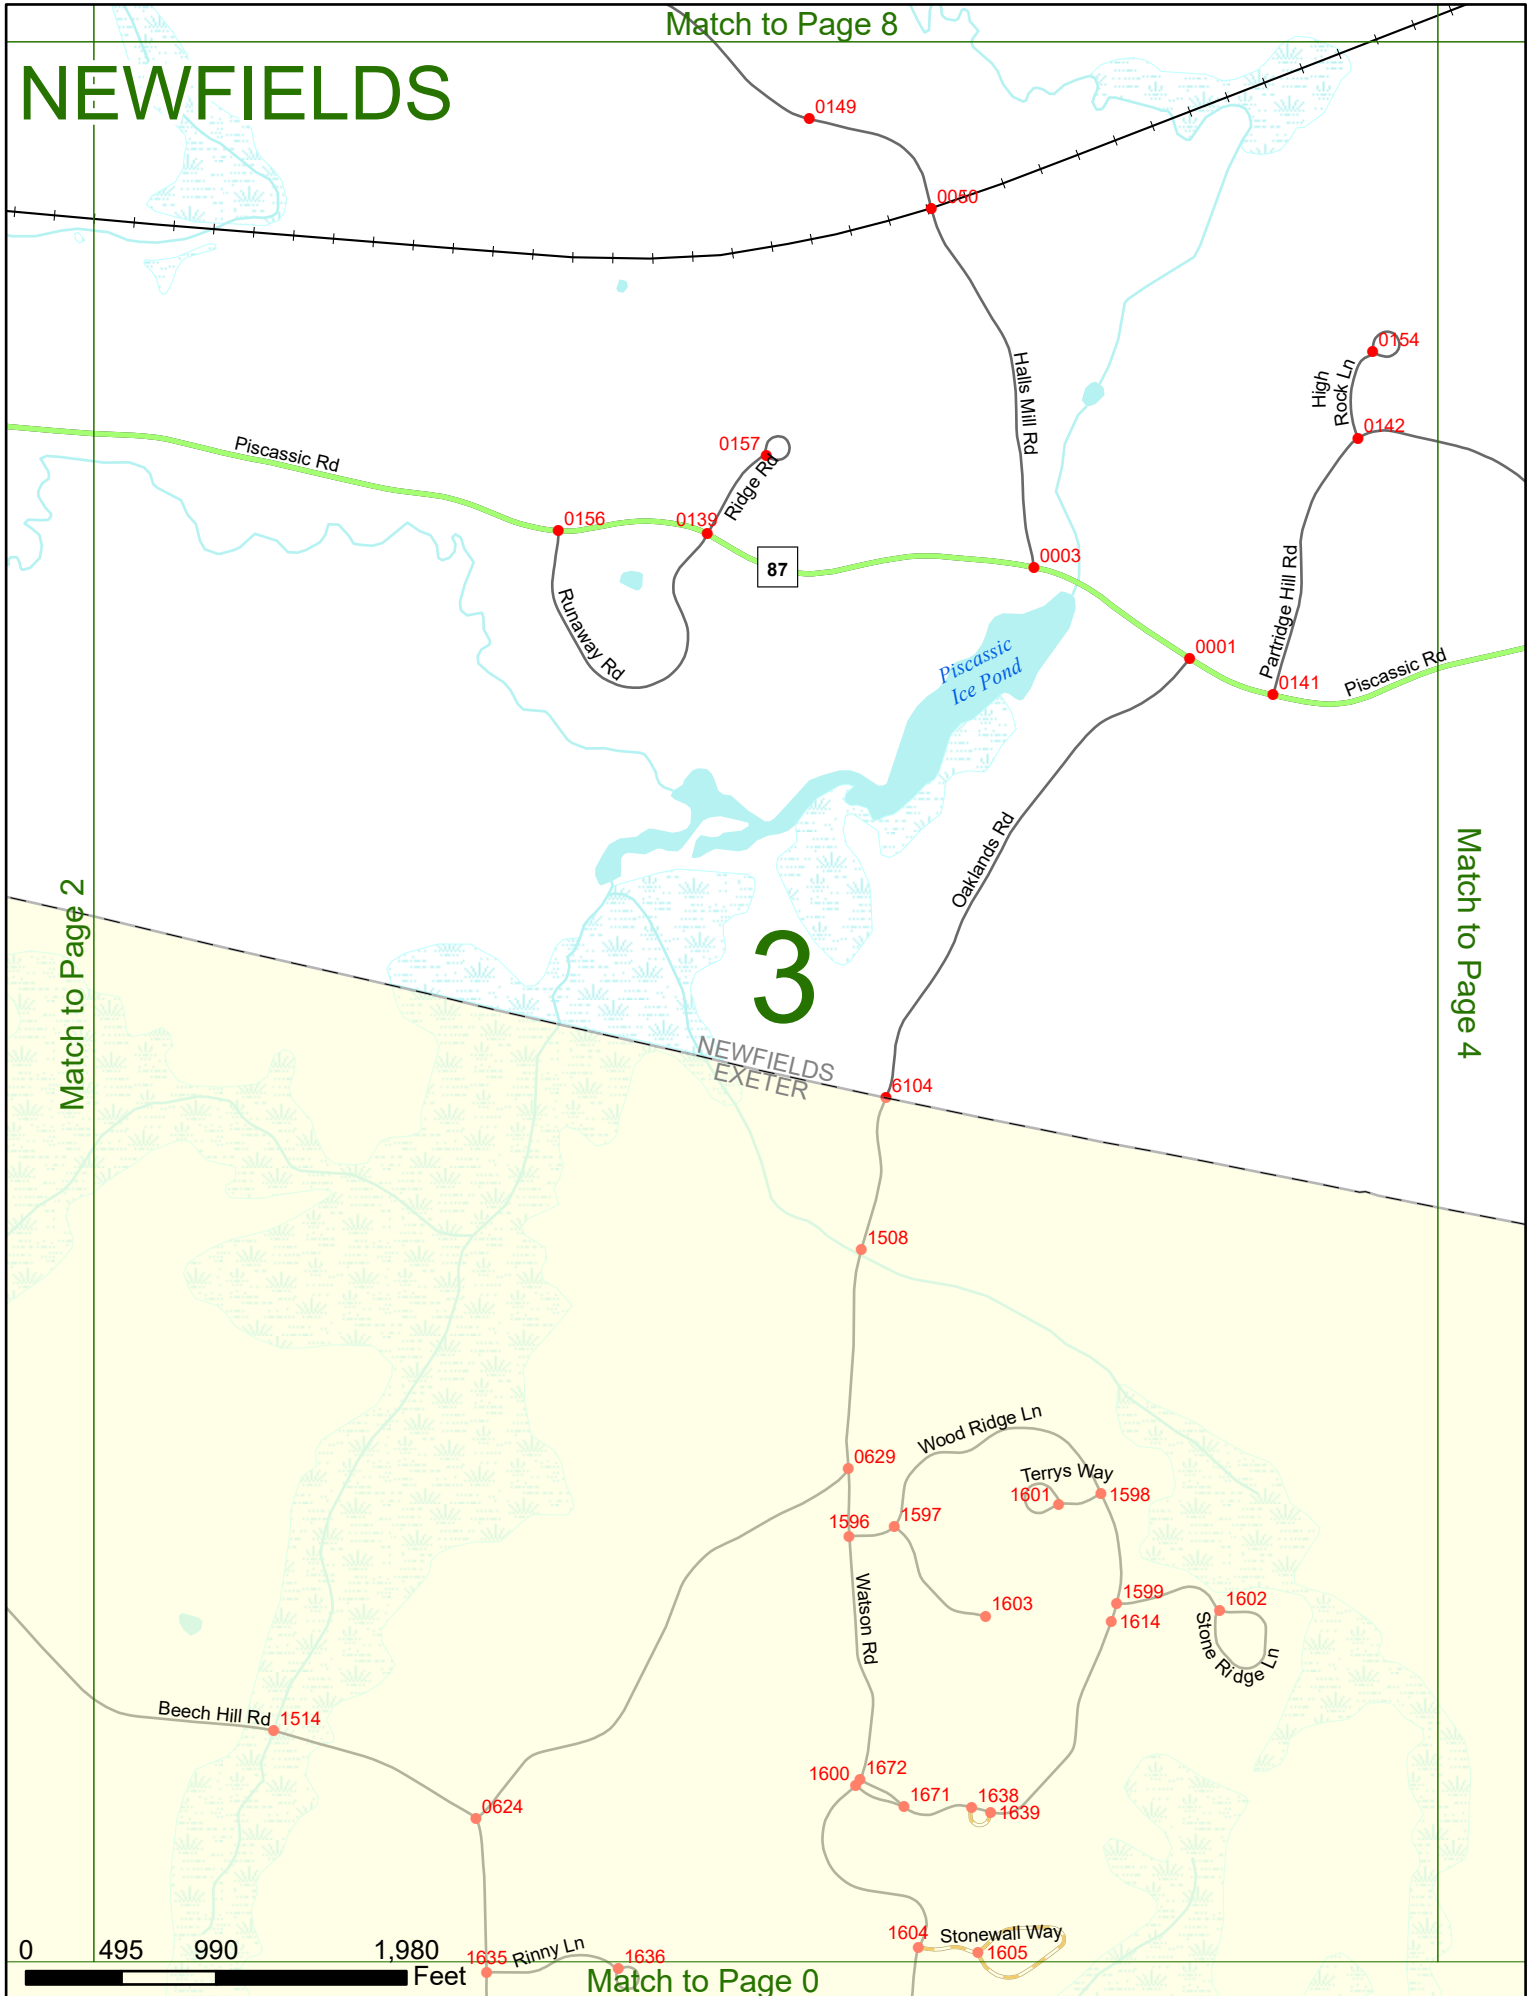 Match to Page 8
NEWFIELDS
0149
0050
Halls Mill Rd
0154
High
Rock Ln
0142
Piscassic Rd
0157
Ridge Rd
0156
0139
87
0003
Runaway Rd
Partridge Hill Rd
Piscassic
Ice Pond
0001
0141
Piscassic Rd
Oaklands Rd
Match to Page 2
Match to Page 4
3
NEWFIELDS
EXETER
6104
1508
Wood Ridge Ln
0629
Terrys Way
1601
1598
1596
1597
Watson Rd
1603
1599
1602
1614
Stone Ridge Ln
Beech Hill Rd
1514
1600
1672
1671
1638
1639
0624
1604
Stonewall Way
1605
0 495 990 1,980
Feet
1635
Rinny Ln
1636
Match to Page 0